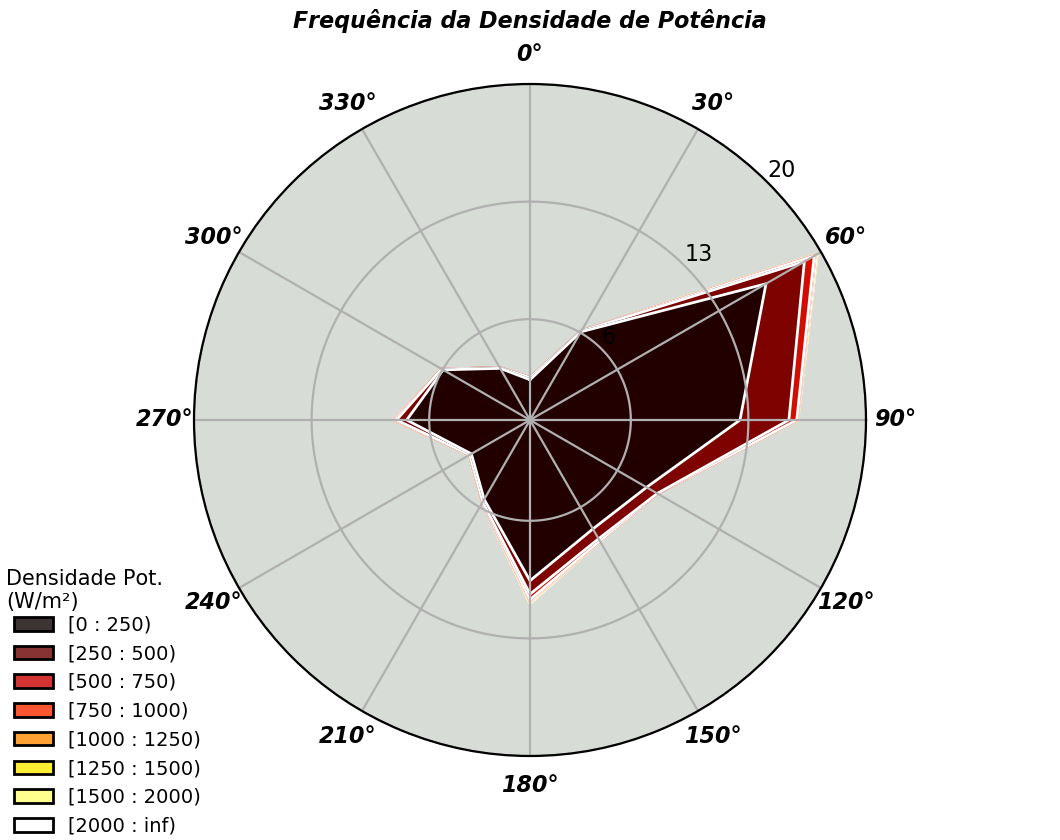 Frequência da Densidade de Potência
0°
330°
30°
20
300°
60°
13
6
270°
90°
240°
120°
210°
150°
180°
Densidade Pot.
(W/m²)
[0 : 250)
[250 : 500)
[500 : 750)
[750 : 1000)
[1000 : 1250)
[1250 : 1500)
[1500 : 2000)
[2000 : inf)